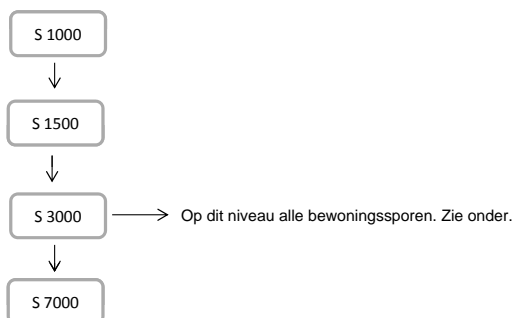 S 1000
S 1500
S 3000
Op dit niveau alle bewoningssporen. Zie onder.
S 7000